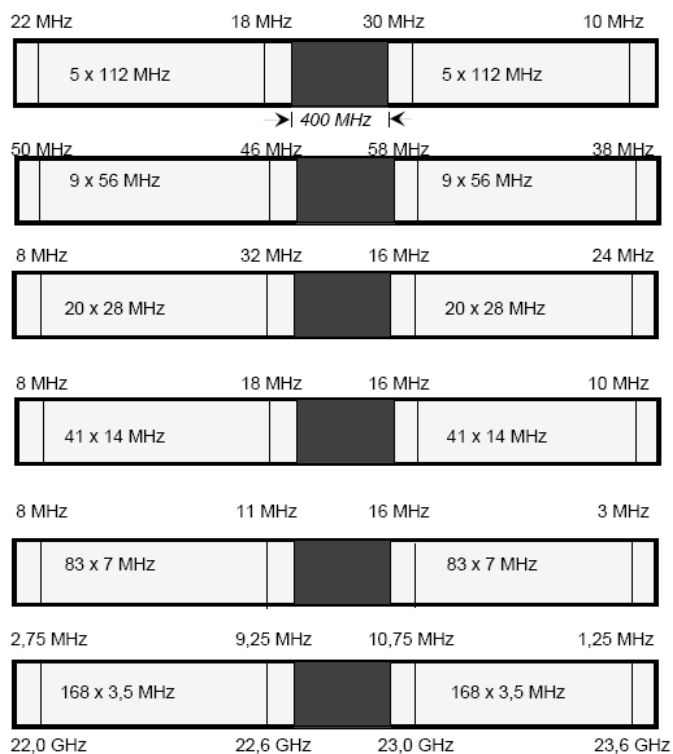 22 MHz 18 MHz 30 MHz 10 MHz
5 x 112 MHz 5 x 112 MHz
400 MHz
50 MHz 46 MHz 58 MHz 38 MHz
9 x 56 MHz 9 x 56 MHz
8 MHz 32 MHz 16 MHz 24 MHz
20 x 28 MHz 20 x 28 MHz
8 MHz 18 MHz 16 MHz 10 MHz
41 x 14 MHz 41 x 14 MHz
8 MHz 11 MHz 16 MHz 3 MHz
83 x 7 MHz 83 x 7 MHz
2,75 MHz 9,25 MHz 10,75 MHz 1,25 MHz
168 x 3,5 MHz 168 x 3,5 MHz
22,0 GHz 22,6 GHz 23,0 GHz 23,6 GHz